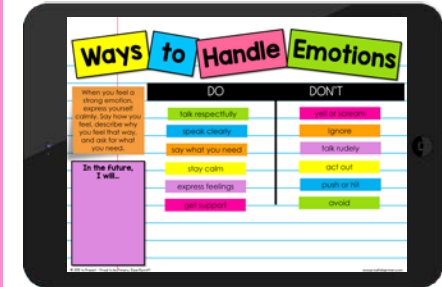 Ways to Handle Emotions
When you feel a
strong emotion,
express yourself
calmly. Say how you
feel, describe why
you feel that way,
and ask for what
you need.
In the future,
I will...
DO
talk respectfully
speak clearly
say what you need
stay calm
express feelings
get support
DON'T
yell or scream
ignore
talk rudely
act out
push or hit
avoid